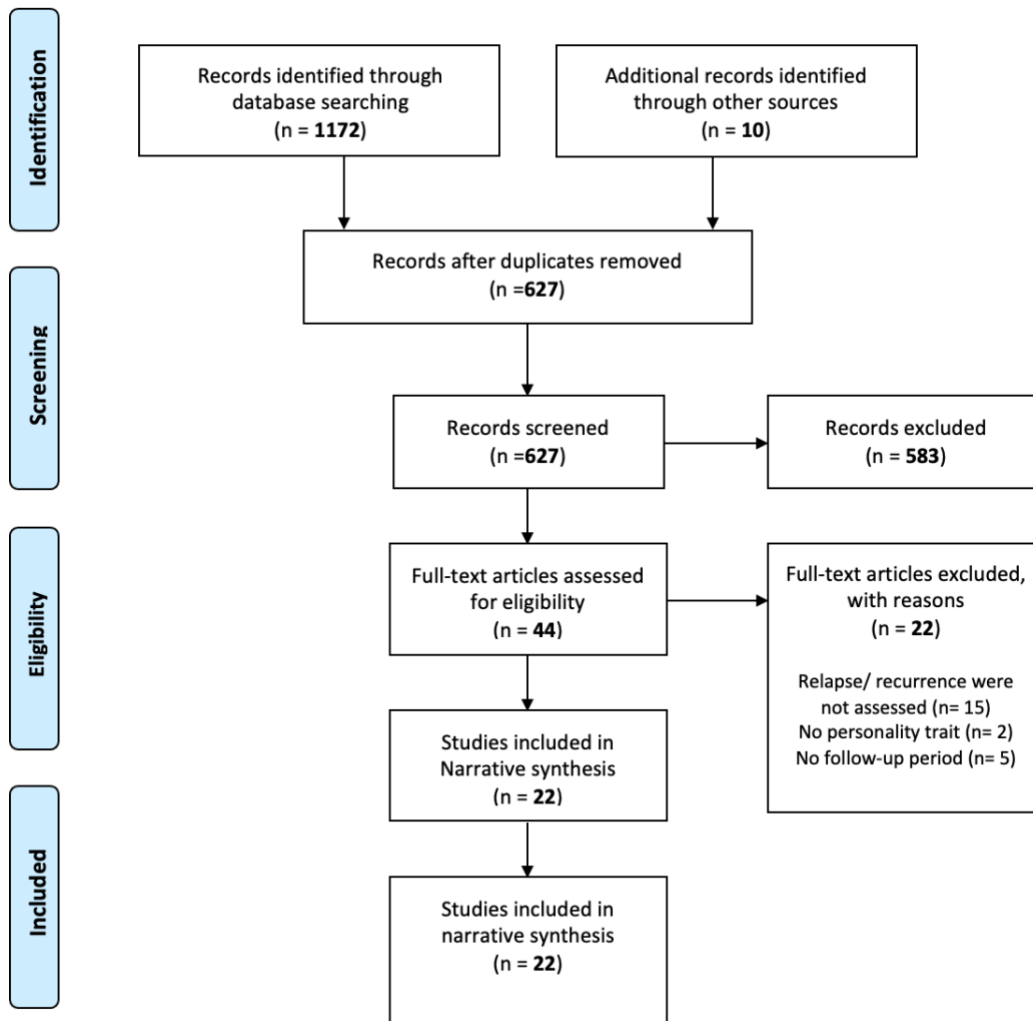 Identification
Records identified through
database searching
(n = 1172)
Additional records identified
through other sources
(n = 10)
Records after duplicates removed
(n =627)
Screening
Records screened
(n =627)
Records excluded
(n = 583)
Eligibility
Full-text articles assessed
for eligibility
(n = 44)
Full-text articles excluded,
with reasons
(n = 22)
Relapse/ recurrence were
not assessed (n= 15)
No personality trait (n= 2)
No follow-up period (n= 5)
Studies included in
Narrative synthesis
(n = 22)
Included
Studies included in
narrative synthesis
(n = 22)